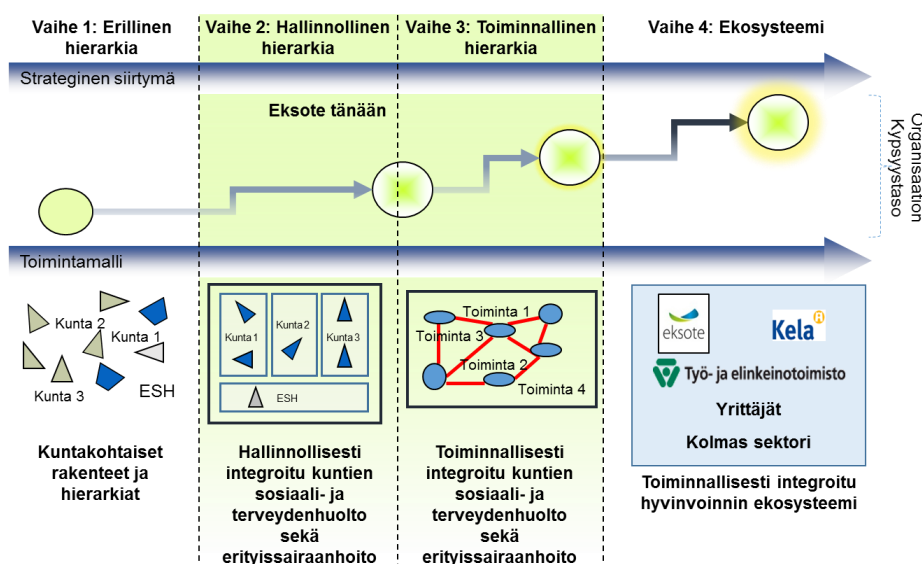 Vaihe 1: Erillinen
hierarkia
Vaihe 2: Hallinnollinen
hierarkia
Vaihe 3: Toiminnallinen
hierarkia
Vaihe 4: Ekosysteemi
Strateginen siirtymä
Eksote tänään
Organisaation
Kypsyystaso
Toimintamalli
Kunta 2
Kunta 1
Kunta 3
ESH
Kunta 1
Kunta 2
Kunta 3
ESH
Toiminta 1
Toiminta 3
Toiminta 2
Toiminta 4
eksote
Kela
Työ- ja elinkeinotoimisto
Yrittäjät
Kolmas sektori
Kuntakohtaiset
rakenteet ja
hierarkiat
Hallinnollisesti
integroitu kuntien
sosiaali- ja
terveydenhuolto
sekä
erityissairaanhoito
Toiminnallisesti
integroitu kuntien
sosiaali- ja
terveydenhuolto
sekä
erityissairaanhoito
Toiminnallisesti integroitu
hyvinvoinnin ekosysteemi